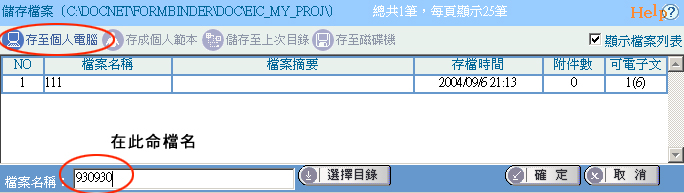 儲存檔案 (C:\DOCNET\FORMBINDER\DOC\EIC_MY_PROJ\) 總共1筆，每頁顯示25筆 Help?
存至個人電腦 存成個人範本 儲存至上次目錄 存至磁碟機 顯示檔案列表
NO 檔案名稱 檔案摘要 存檔時間 附件數 可電子文
1 111 2004/09/6 21:13 0 1(6)
在此命檔名
檔案名稱： 930930 選擇目錄 確 定 取 消